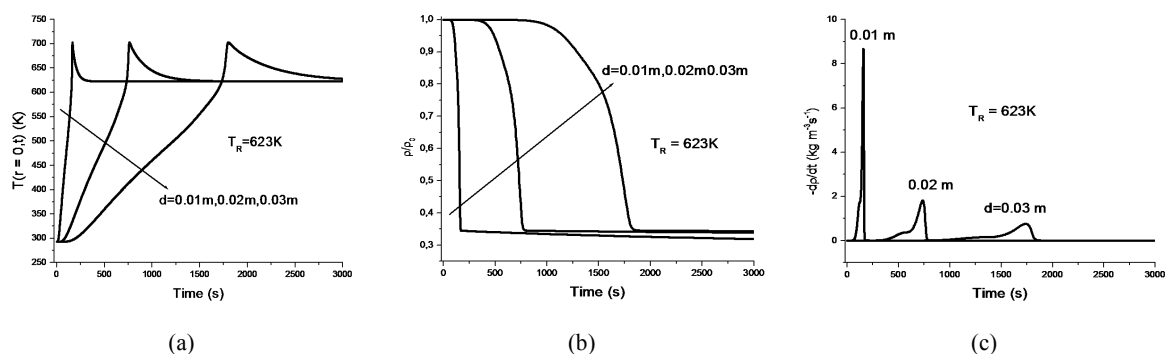 T(r = 0,t) (K)
750
700
650
600
550
500
450
400
350
300
250
T_R=623K
d=0.01m,0.02m,0.03m
0 500 1000 1500 2000 2500 3000
Time (s)
(a)
ρ/ρ₀
1,0
0,9
0,8
0,7
0,6
0,5
0,4
0,3
d=0.01m,0.02m0.03m
T_R = 623K
0 500 1000 1500 2000 2500 3000
Time (s)
(b)
-dρ/dt (kg m⁻³s⁻¹)
10
8
6
4
2
0
0.01 m
T_R = 623K
0.02 m
d=0.03 m
0 500 1000 1500 2000 2500 3000
Time (s)
(c)